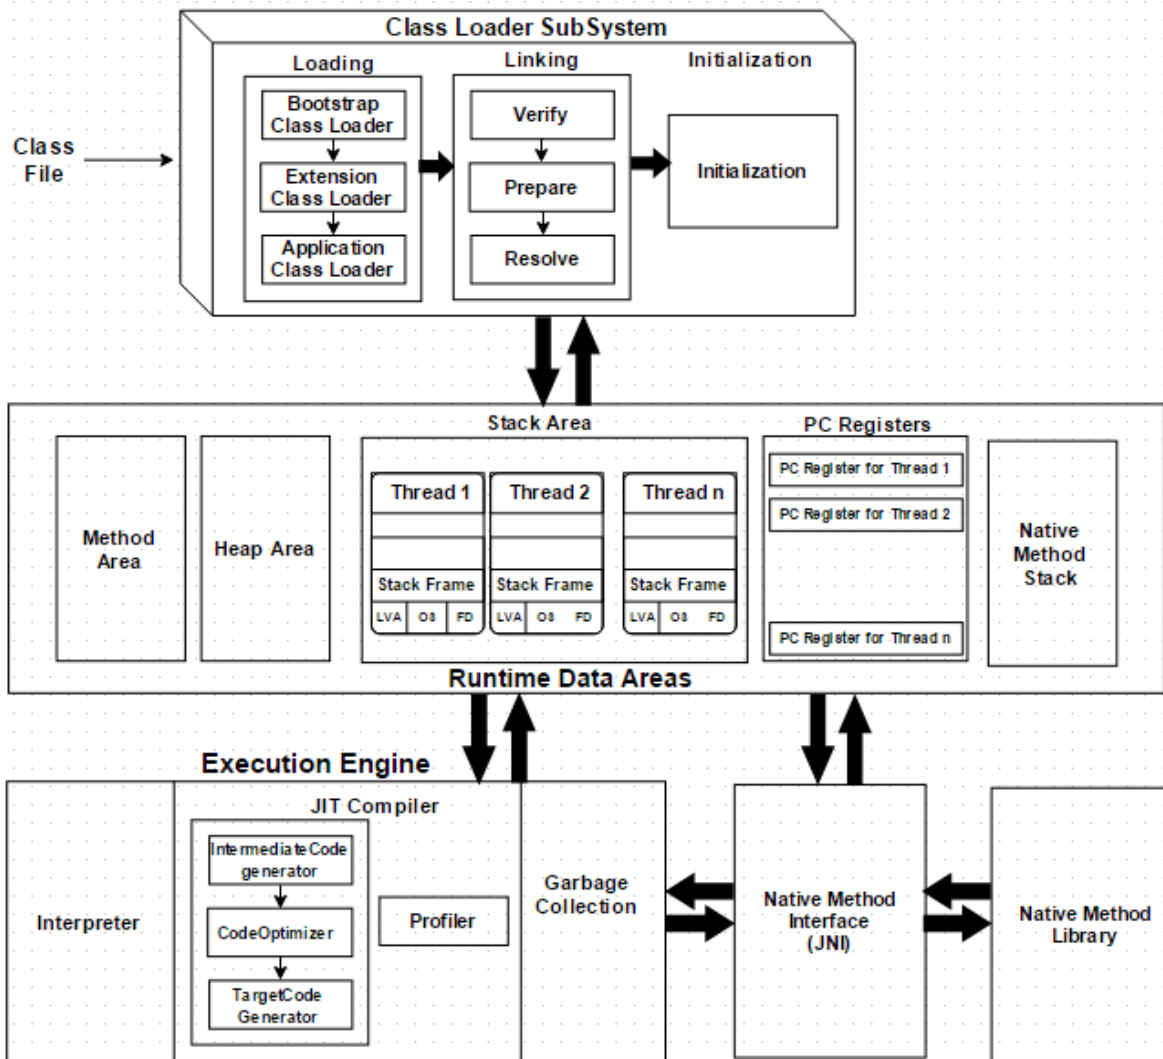 Class Loader SubSystem
Loading
Linking
Initialization
Bootstrap
Class Loader
Extension
Class Loader
Application
Class Loader
Verify
Prepare
Resolve
Initialization
Class
File
Stack Area
PC Registers
Method
Area
Heap Area
Thread 1
Stack Frame
LVA OS FD
Thread 2
Stack Frame
LVA OS FD
Thread n
Stack Frame
LVA OS FD
PC Register for Thread 1
PC Register for Thread 2
PC Register for Thread n
Native
Method
Stack
Runtime Data Areas
Execution Engine
Interpreter
JIT Compiler
IntermediateCode
generator
CodeOptimizer
TargetCode
Generator
Profiler
Garbage
Collection
Native Method
Interface
(JNI)
Native Method
Library